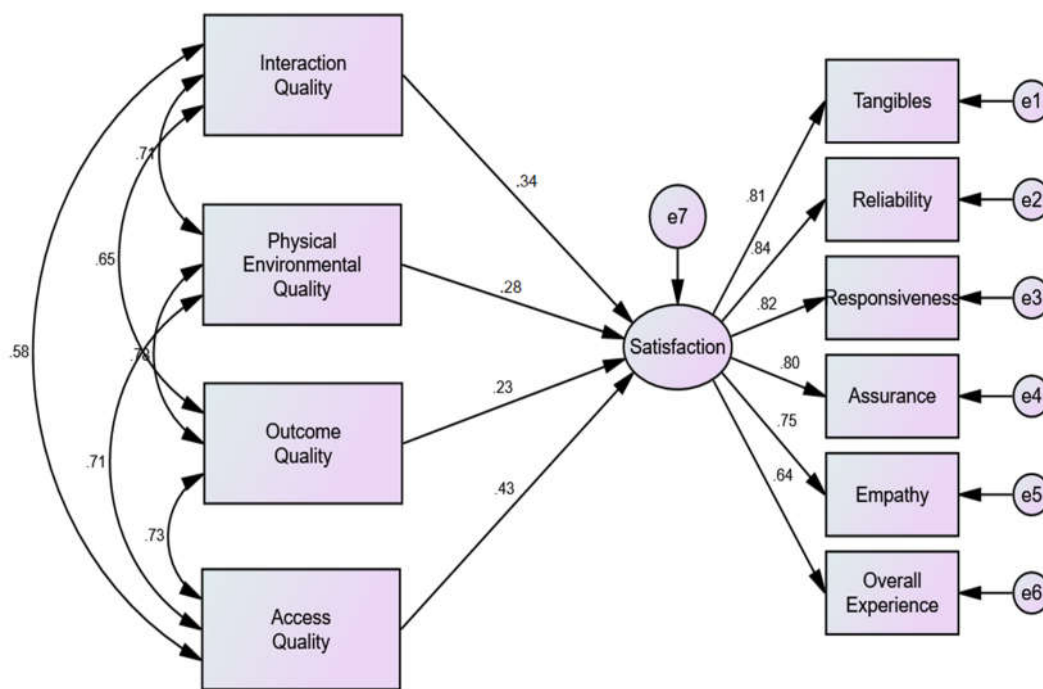 Interaction
Quality
Physical
Environmental
Quality
Outcome
Quality
Access
Quality
.71
.65
.58
.71
.73
.34
.28
.23
.43
e7
Satisfaction
.81
.84
.82
.80
.75
.64
Tangibles
e1
Reliability
e2
Responsiveness
e3
Assurance
e4
Empathy
e5
Overall
Experience
e6